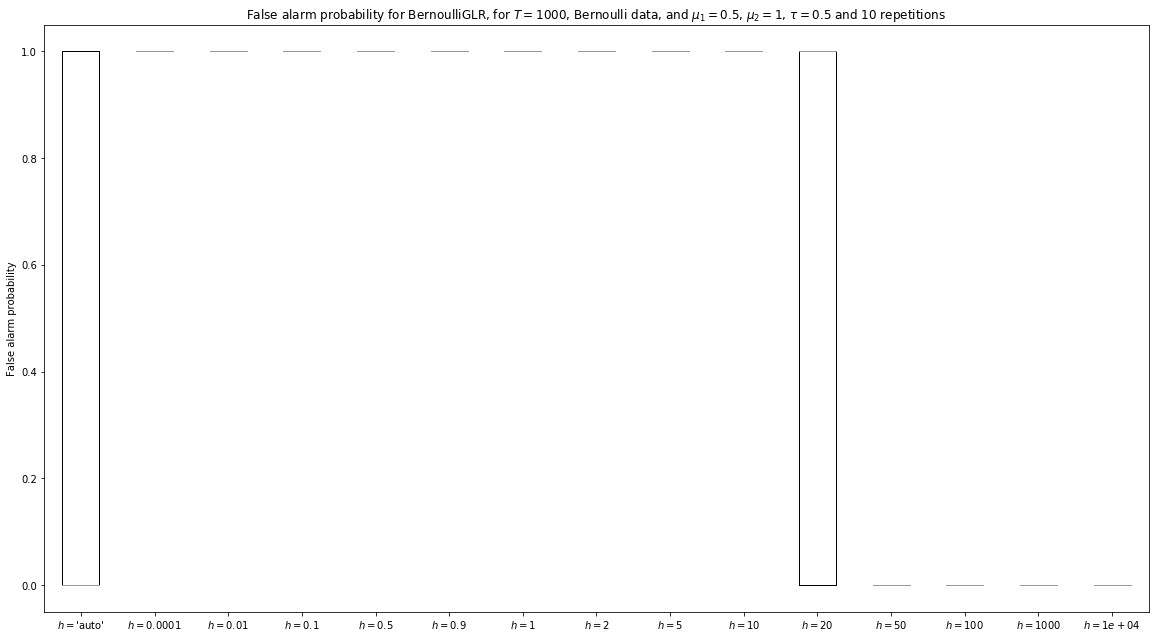 False alarm probability for BernoulliGLR, for T = 1000, Bernoulli data, and μ₁ = 0.5, μ₂ = 1, τ = 0.5 and 10 repetitions
1.0
0.8
0.6
0.4
0.2
0.0
False alarm probability
h = 'auto' h = 0.0001 h = 0.01 h = 0.1 h = 0.5 h = 0.9 h = 1 h = 2 h = 5 h = 10 h = 20 h = 50 h = 100 h = 1000 h = 1e + 04